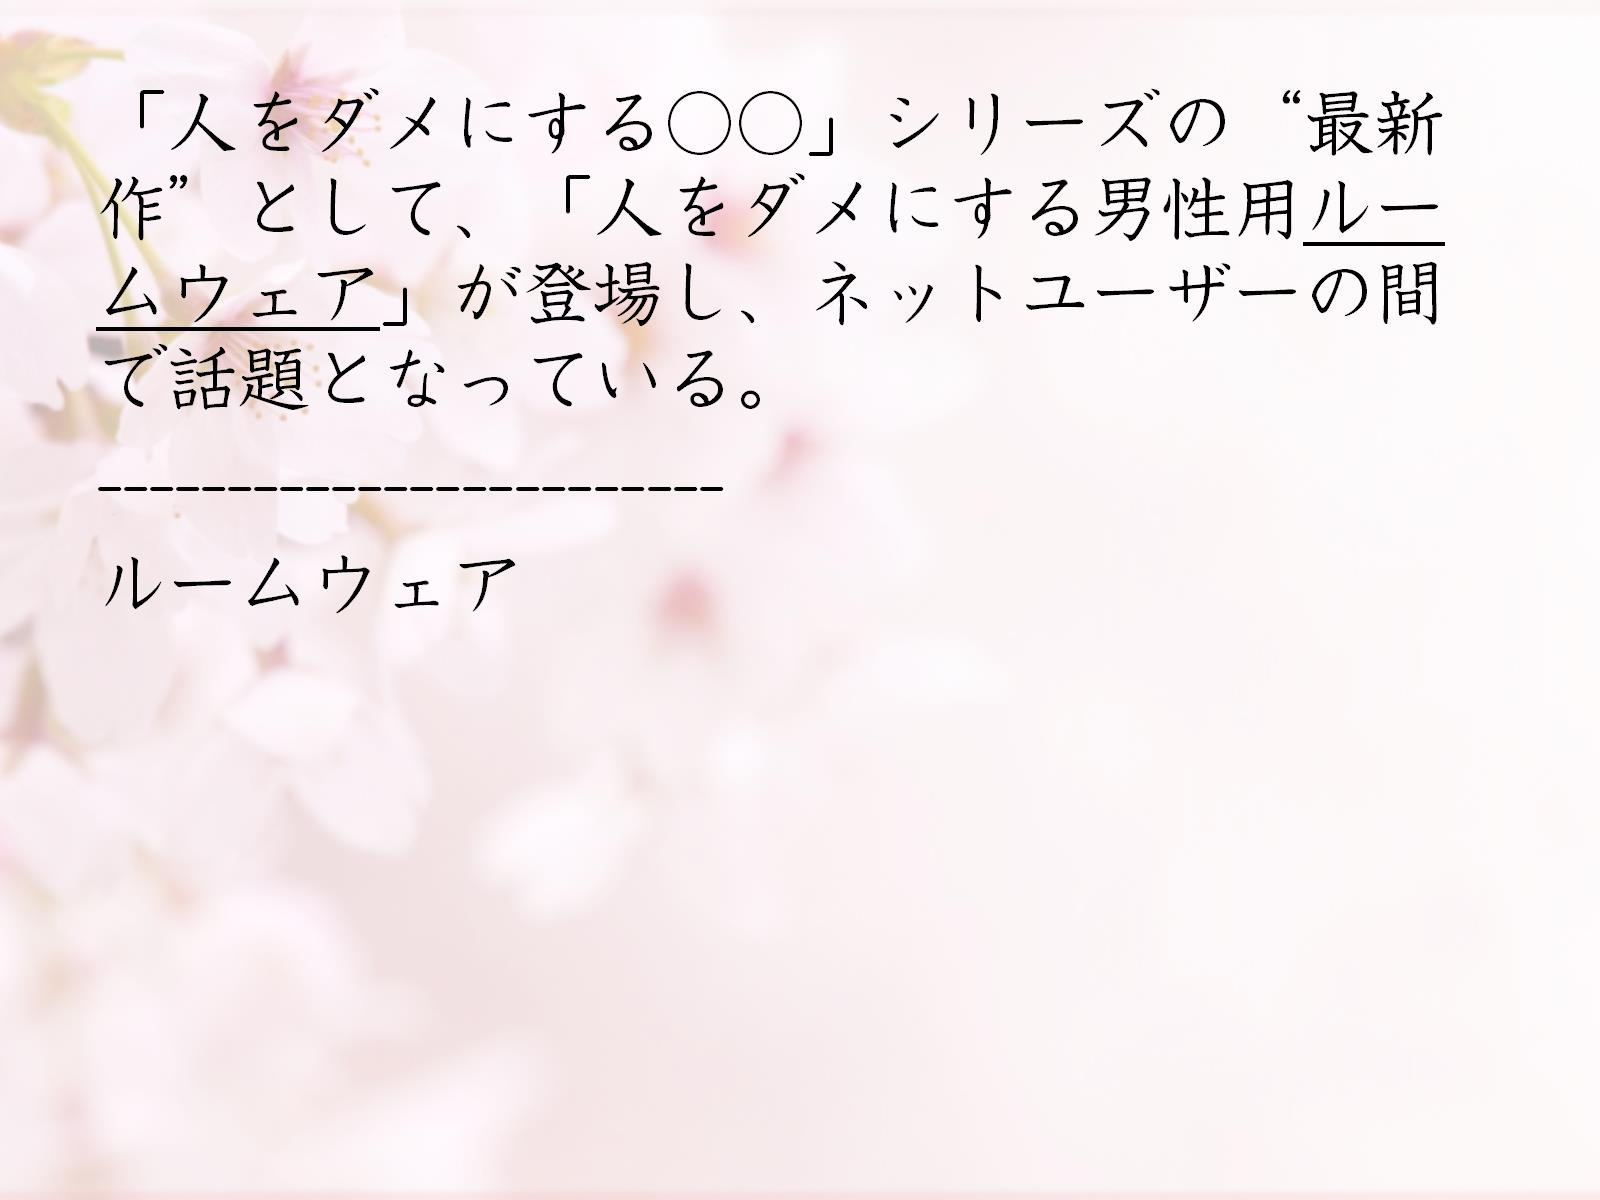 「人をダメにする○○」シリーズの“最新
作”として、「人をダメにする男性用ルー
ムウェア」が登場し、ネットユーザーの間
で話題となっている。
------------------------
ルームウェア